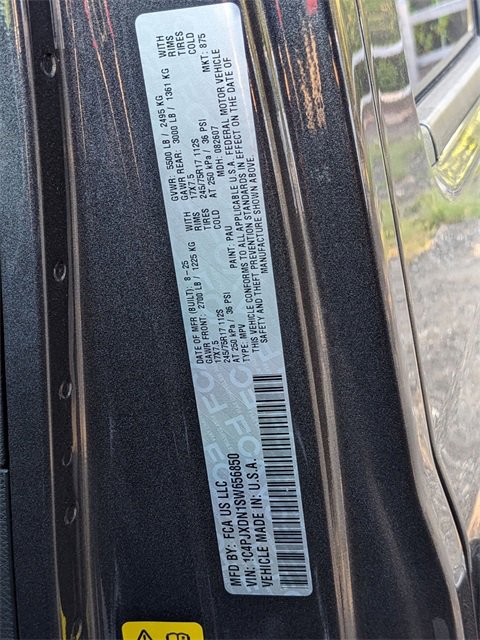 MFD BY: FCA US LLC
VIN: 1C4PJXDN1SW656850
VEHICLE MADE IN: U.S.A.
DATE OF MFR (BUILT): 8-25 GVWR: 5500 LB / 2495 KG
GAWR FRONT: 2700 LB / 1225 KG WITH GAWR REAR: 3000 LB / 1361 KG WITH
17X7.5 RIMS 17X7.5 RIMS
245/75R17 112S TIRES 245/75R17 112S TIRES
AT 250 kPa / 36 PSI COLD AT 250 kPa / 36 PSI COLD
TYPE: MPV PAINT: PAU MDH: 082607 MKT: 875
THIS VEHICLE CONFORMS TO ALL APPLICABLE U.S.A. FEDERAL MOTOR VEHICLE
SAFETY AND THEFT PREVENTION STANDARDS IN EFFECT ON THE DATE OF
MANUFACTURE SHOWN ABOVE.